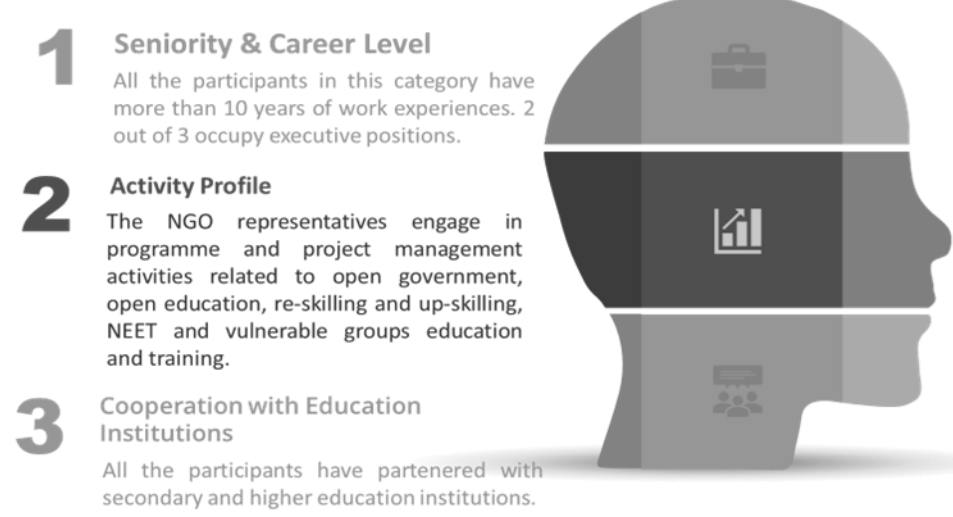 1
Seniority & Career Level
All the participants in this category have
more than 10 years of work experiences. 2
out of 3 occupy executive positions.
2
Activity Profile
The NGO representatives engage in
programme and project management
activities related to open government,
open education, re-skilling and up-skilling,
NEET and vulnerable groups education
and training.
3
Cooperation with Education
Institutions
All the participants have partenered with
secondary and higher education institutions.